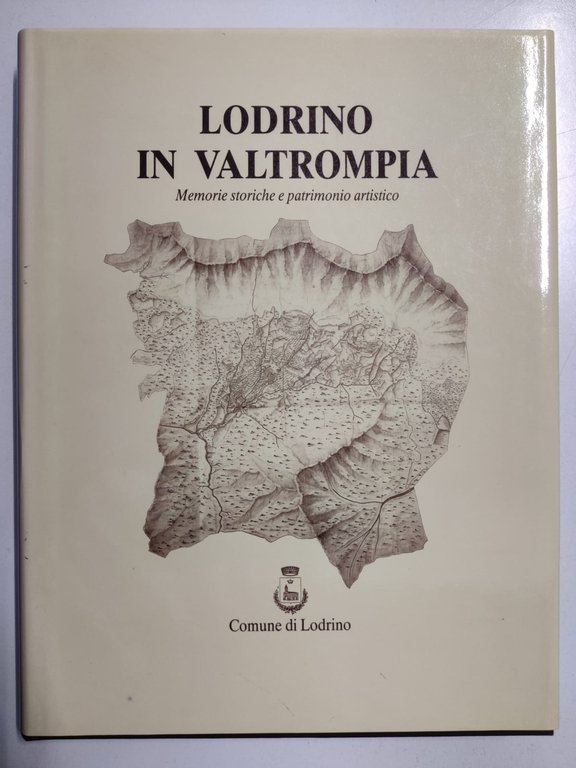 LODRINO
IN VALTROMPIA
Memorie storiche e patrimonio artistico
Comune di Lodrino